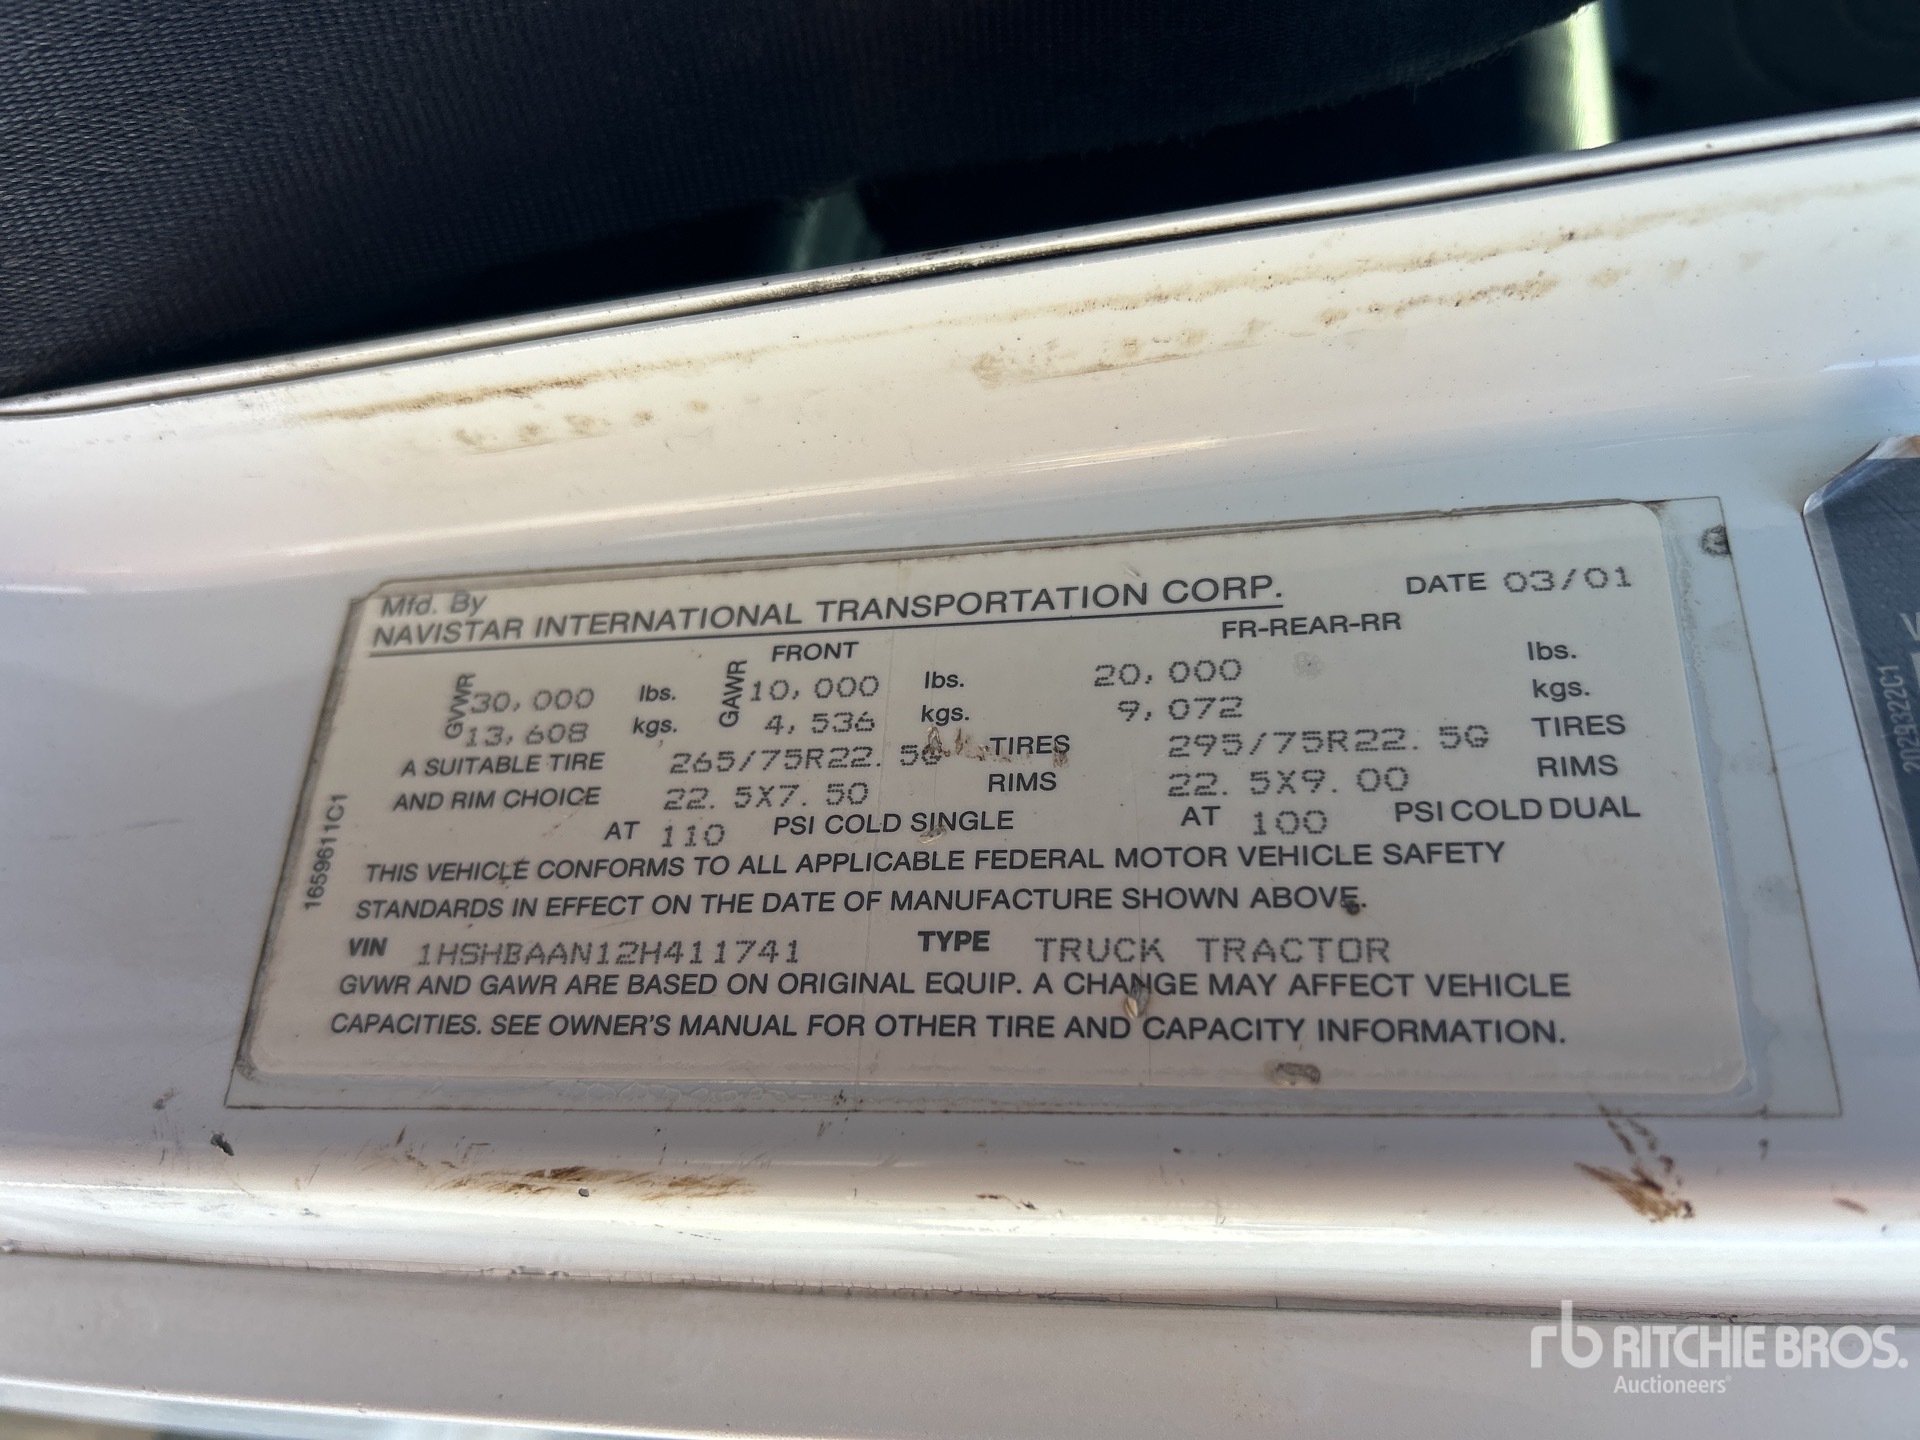 Mfd. By
NAVISTAR INTERNATIONAL TRANSPORTATION CORP. DATE 03/01
FRONT FR-REAR-RR
GVWR 30,000 lbs. GAWR 10,000 lbs. 20,000 lbs.
13,608 kgs. 4,536 kgs. 9,072 kgs.
A SUITABLE TIRE 265/75R22.5G TIRES 295/75R22.5G TIRES
AND RIM CHOICE 22.5X7.50 RIMS 22.5X9.00 RIMS
AT 110 PSI COLD SINGLE AT 100 PSI COLD DUAL
THIS VEHICLE CONFORMS TO ALL APPLICABLE FEDERAL MOTOR VEHICLE SAFETY
STANDARDS IN EFFECT ON THE DATE OF MANUFACTURE SHOWN ABOVE.
VIN 1HSHBAAN12H411741 TYPE TRUCK TRACTOR
GVWR AND GAWR ARE BASED ON ORIGINAL EQUIP. A CHANGE MAY AFFECT VEHICLE
CAPACITIES. SEE OWNER'S MANUAL FOR OTHER TIRE AND CAPACITY INFORMATION.
1659611C1
2029322C1
rb RITCHIE BROS.
Auctioneers